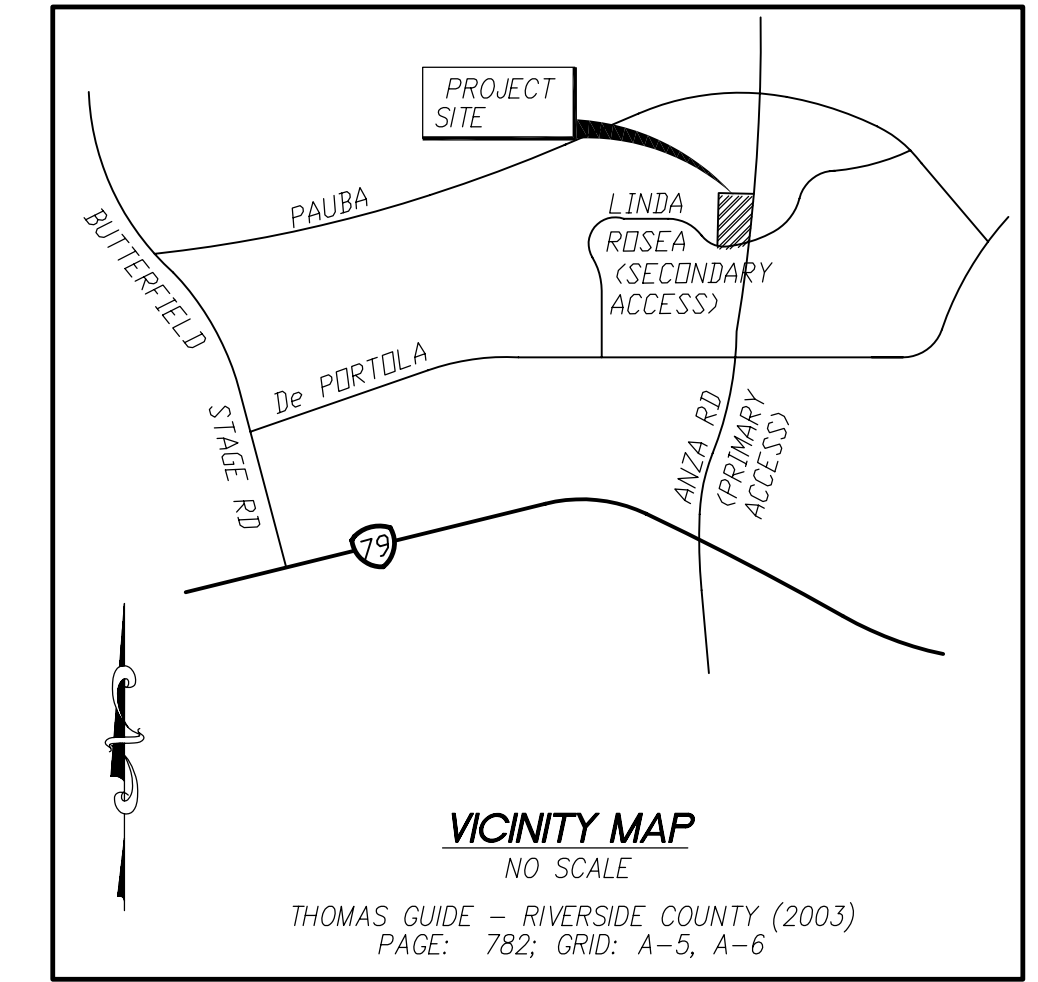 PROJECT
SITE
PAUBA
LINDA
ROSEA
(SECONDARY
ACCESS)
BUTTERFIELD
STAGE RD
De PORTOLA
ANZA RD
(PRIMARY
ACCESS)
79
VICINITY MAP
NO SCALE
THOMAS GUIDE - RIVERSIDE COUNTY (2003)
PAGE: 782; GRID: A-5, A-6